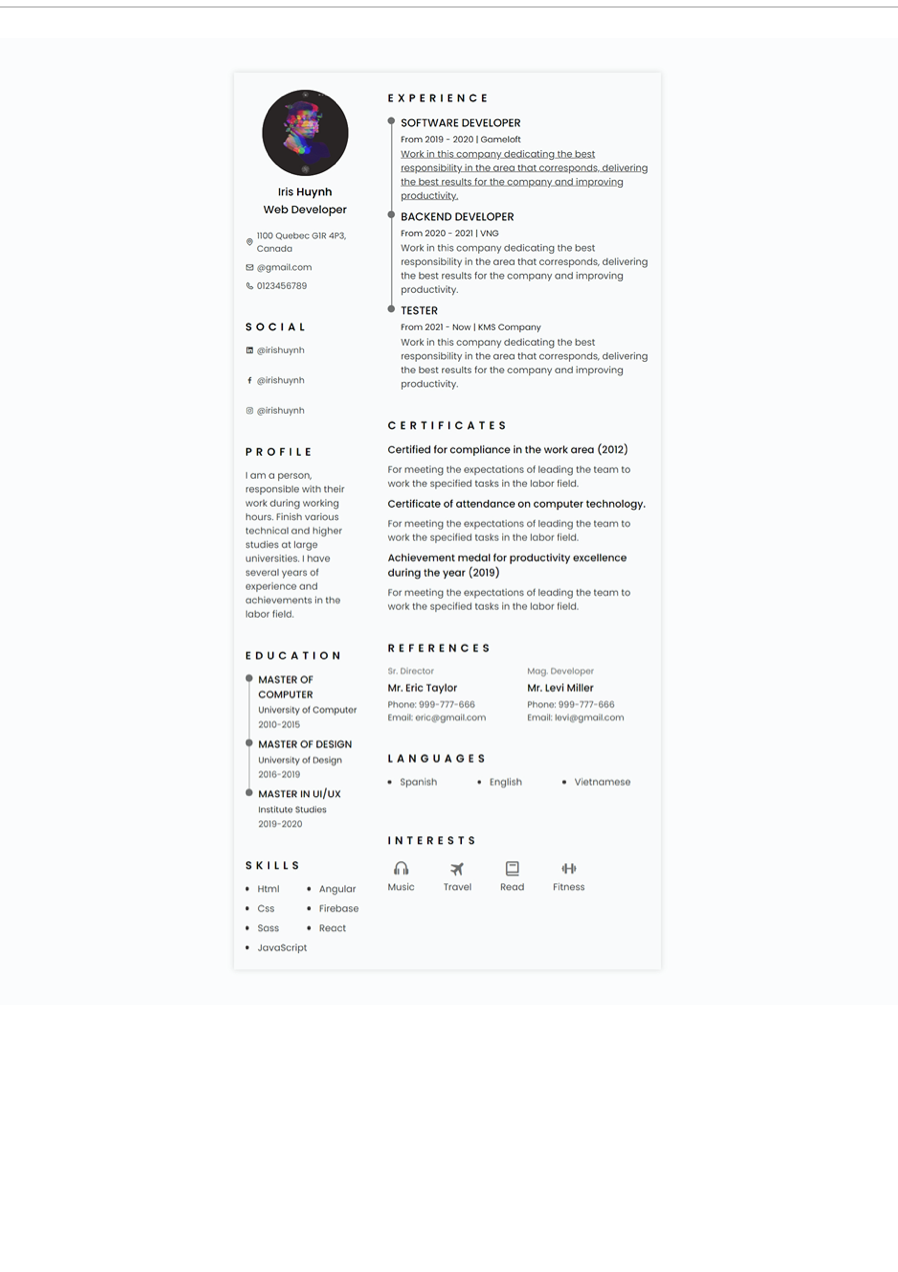 Iris Huynh
Web Developer
1100 Quebec G1R 4P3,
Canada
@gmail.com
0123456789
SOCIAL
@irishuynh
@irishuynh
@irishuynh
PROFILE
I am a person,
responsible with their
work during working
hours. Finish various
technical and higher
studies at large
universities. I have
several years of
experience and
achievements in the
labor field.
EDUCATION
MASTER OF
COMPUTER
University of Computer
2010-2015
MASTER OF DESIGN
University of Design
2016-2019
MASTER IN UI/UX
Institute Studies
2019-2020
SKILLS
• Html • Angular
• Css • Firebase
• Sass • React
• JavaScript
EXPERIENCE
SOFTWARE DEVELOPER
From 2019 - 2020 | Gameloft
Work in this company dedicating the best
responsibility in the area that corresponds, delivering
the best results for the company and improving
productivity.
BACKEND DEVELOPER
From 2020 - 2021 | VNG
Work in this company dedicating the best
responsibility in the area that corresponds, delivering
the best results for the company and improving
productivity.
TESTER
From 2021 - Now | KMS Company
Work in this company dedicating the best
responsibility in the area that corresponds, delivering
the best results for the company and improving
productivity.
CERTIFICATES
Certified for compliance in the work area (2012)
For meeting the expectations of leading the team to
work the specified tasks in the labor field.
Certificate of attendance on computer technology.
For meeting the expectations of leading the team to
work the specified tasks in the labor field.
Achievement medal for productivity excellence
during the year (2019)
For meeting the expectations of leading the team to
work the specified tasks in the labor field.
REFERENCES
Sr. Director
Mr. Eric Taylor
Phone: 999-777-666
Email: eric@gmail.com
Mag. Developer
Mr. Levi Miller
Phone: 999-777-666
Email: levi@gmail.com
LANGUAGES
• Spanish • English • Vietnamese
INTERESTS
Music Travel Read Fitness